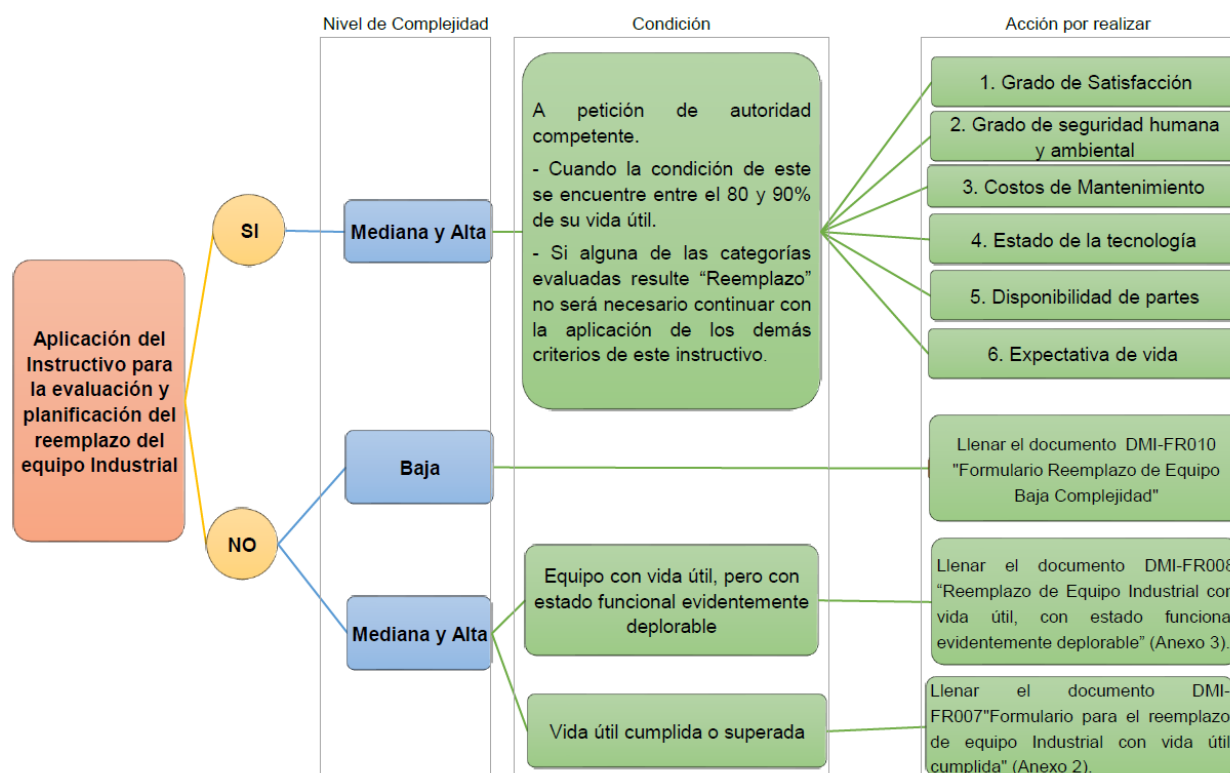 Nivel de Complejidad
Condición
Acción por realizar
Aplicación del
Instructivo para
la evaluación y
planificación del
reemplazo del
equipo Industrial
SI
Mediana y Alta
A petición de autoridad
competente.
- Cuando la condición de este
se encuentre entre el 80 y 90%
de su vida útil.
- Si alguna de las categorías
evaluadas resulte “Reemplazo”
no será necesario continuar con
la aplicación de los demás
criterios de este instructivo.
1. Grado de Satisfacción
2. Grado de seguridad humana
y ambiental
3. Costos de Mantenimiento
4. Estado de la tecnología
5. Disponibilidad de partes
6. Expectativa de vida
NO
Baja
Llenar el documento DMI-FR010
"Formulario Reemplazo de Equipo
Baja Complejidad"
Mediana y Alta
Equipo con vida útil, pero con
estado funcional evidentemente
deplorable
Llenar el documento DMI-FR008
“Reemplazo de Equipo Industrial con
vida útil, con estado funciona
evidentemente deplorable” (Anexo 3).
Vida útil cumplida o superada
Llenar el documento DMI-
FR007"Formulario para el reemplazo
de equipo Industrial con vida útil
cumplida" (Anexo 2).